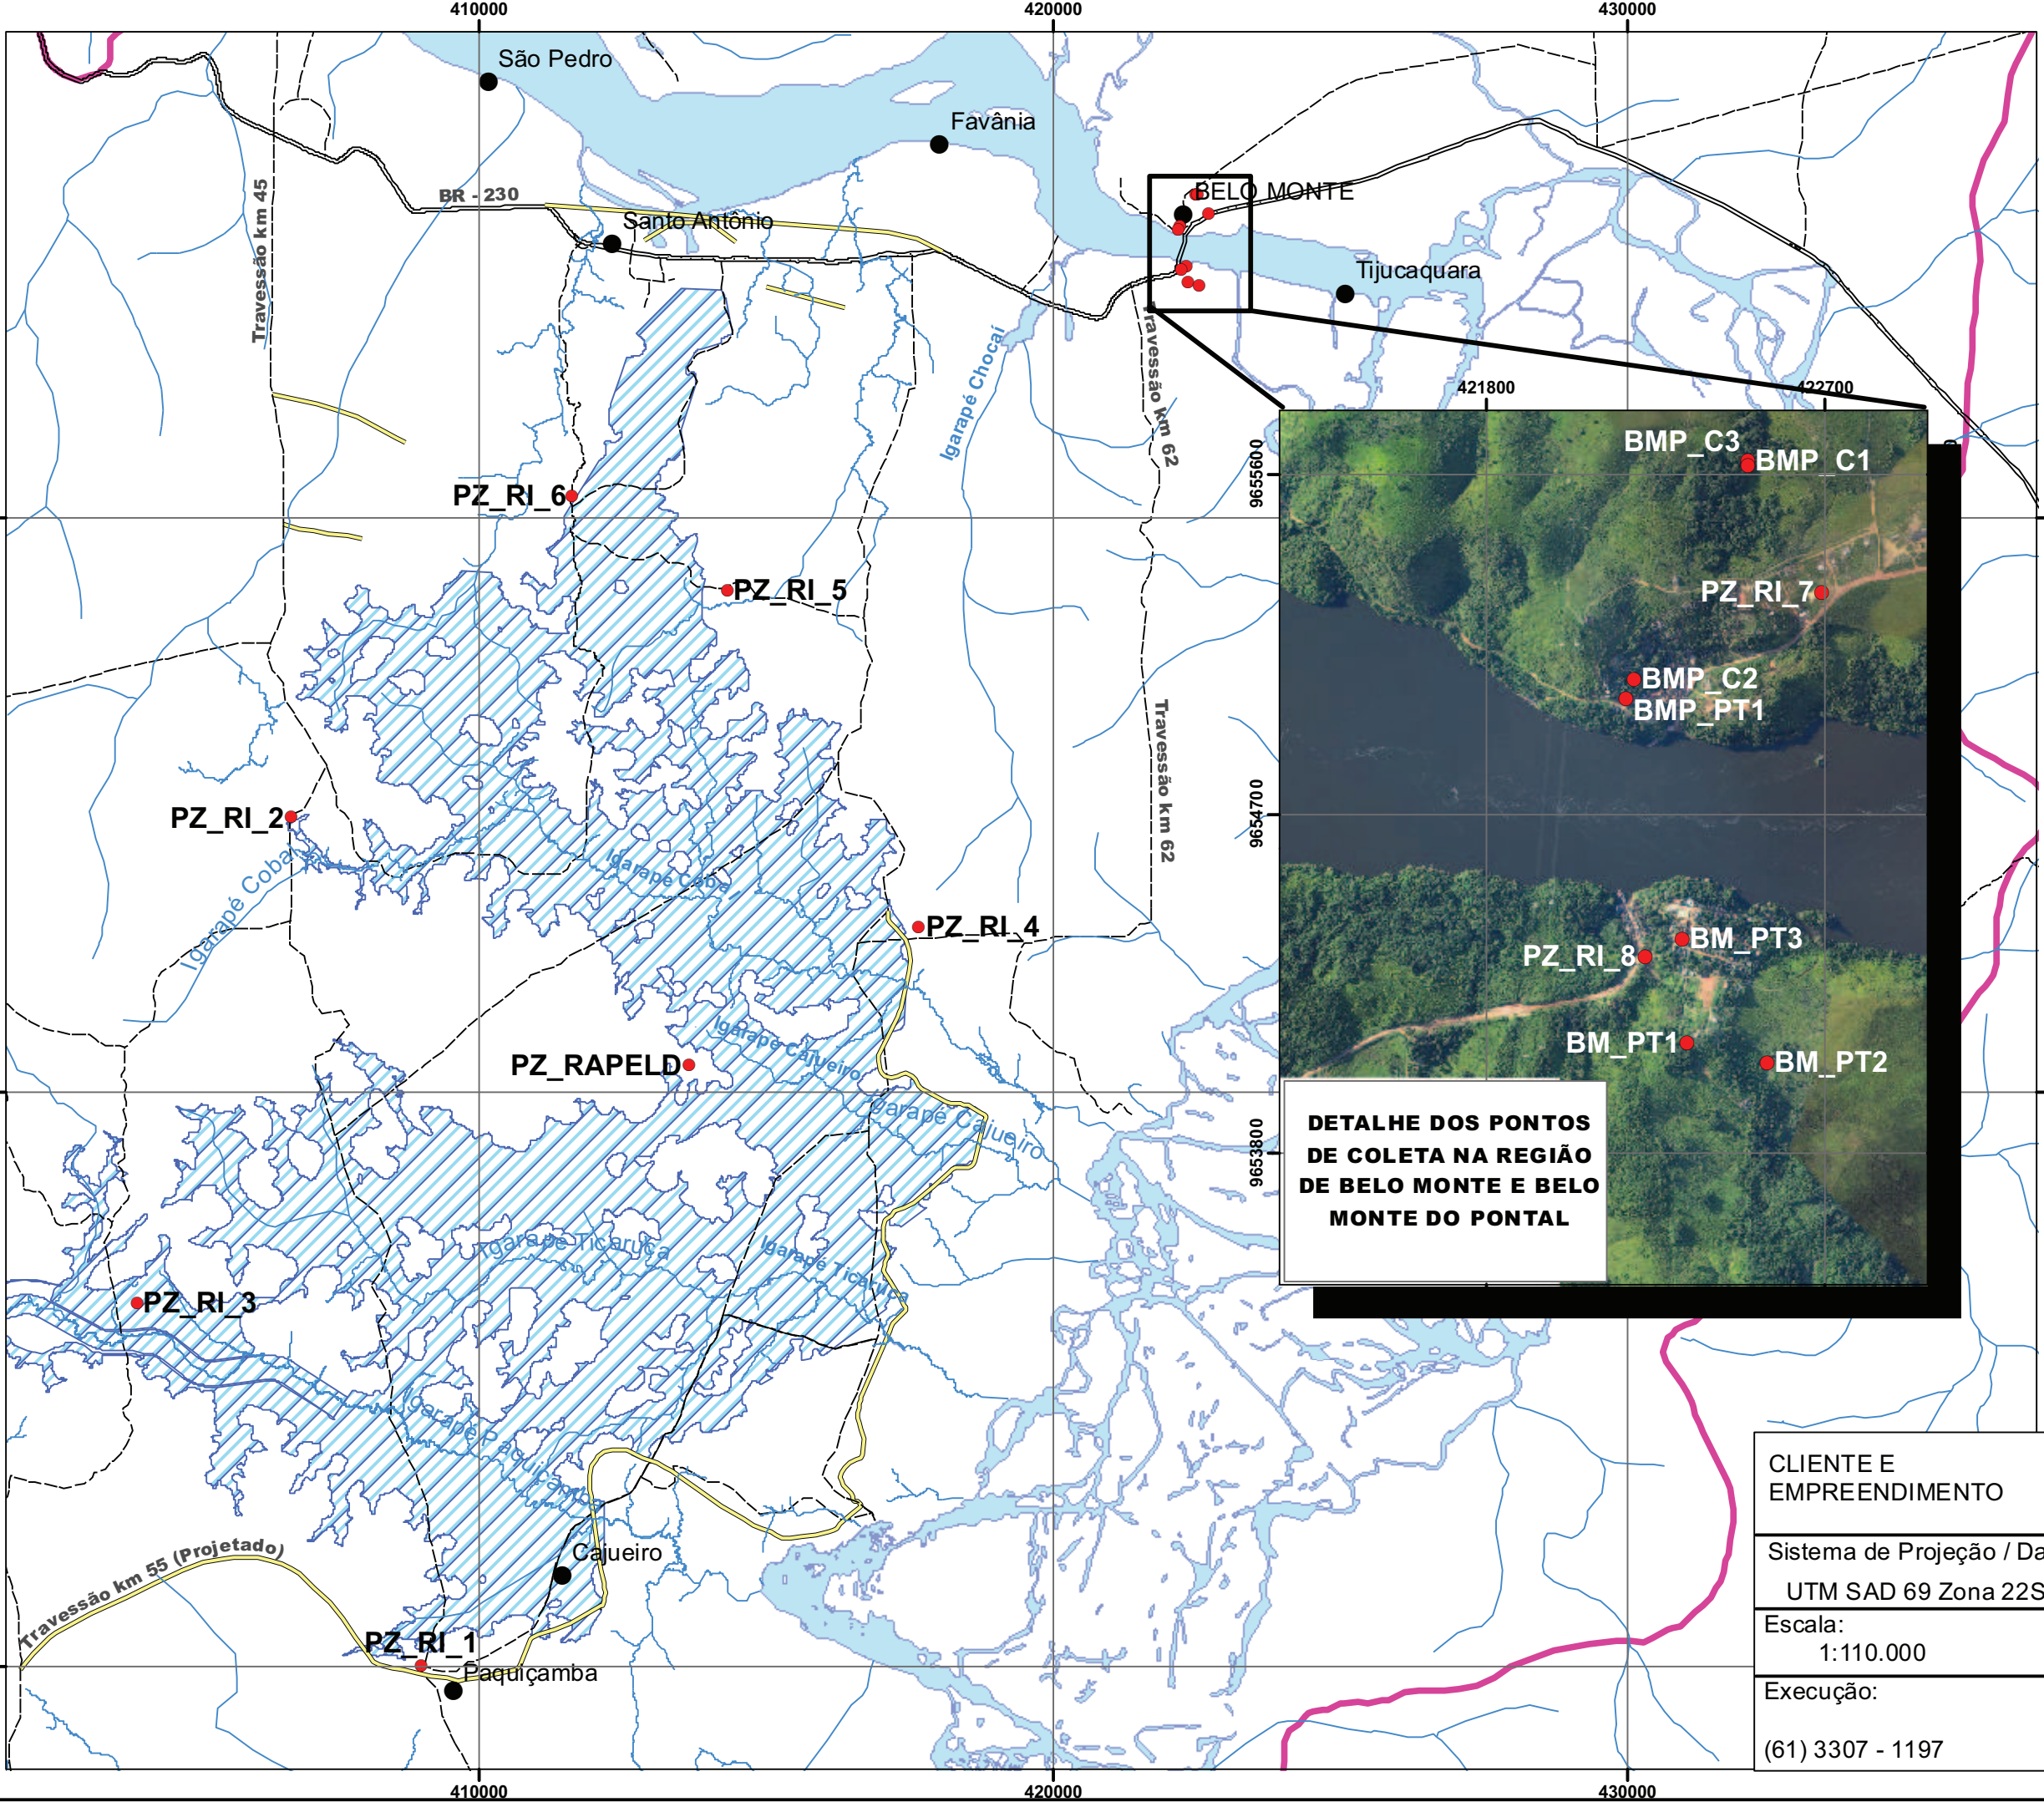 410000
420000
430000
São Pedro
Favânia
BR - 230
BELO MONTE
Santo Antônio
Travessão km 45
Tijucaquara
Igarapé Chocaí
Travessão km 62
421800
422700
BMP_C3
BMP_C1
9655600
PZ_RI_6
PZ_RI_5
PZ_RI_7
BMP_C2
BMP_PT1
Travessão km 62
PZ_RI_2
9654700
Igarapé Cobal
Igarapé Cobal
PZ_RI_4
BM_PT3
PZ_RI_8
Igarapé Cajueiro
BM_PT1
BM_PT2
PZ_RAPELD
Igarapé Cajueiro
DETALHE DOS PONTOS
DE COLETA NA REGIÃO
DE BELO MONTE E BELO
MONTE DO PONTAL
9653800
Igarapé Ticaruca
Igarapé Ticaruca
PZ_RI_3
Igarapé Paquiçamba
CLIENTE E
EMPREENDIMENTO
Cajueiro
Travessão km 55 (Projetado)
Sistema de Projeção / Da
UTM SAD 69 Zona 22S
Escala:
1:110.000
PZ_RI_1
Paquiçamba
Execução:
(61) 3307 - 1197
410000
420000
430000